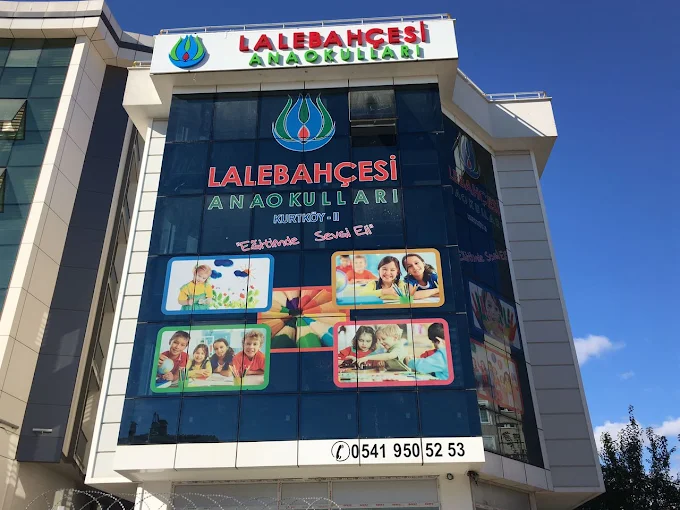 LALEBAHÇESİ
ANAOKULLARI
LALEBAHÇESİ
ANAOKULLARI
KURTKÖY - II
"Eğitimde Sevgi Eli"
0541 950 52 53